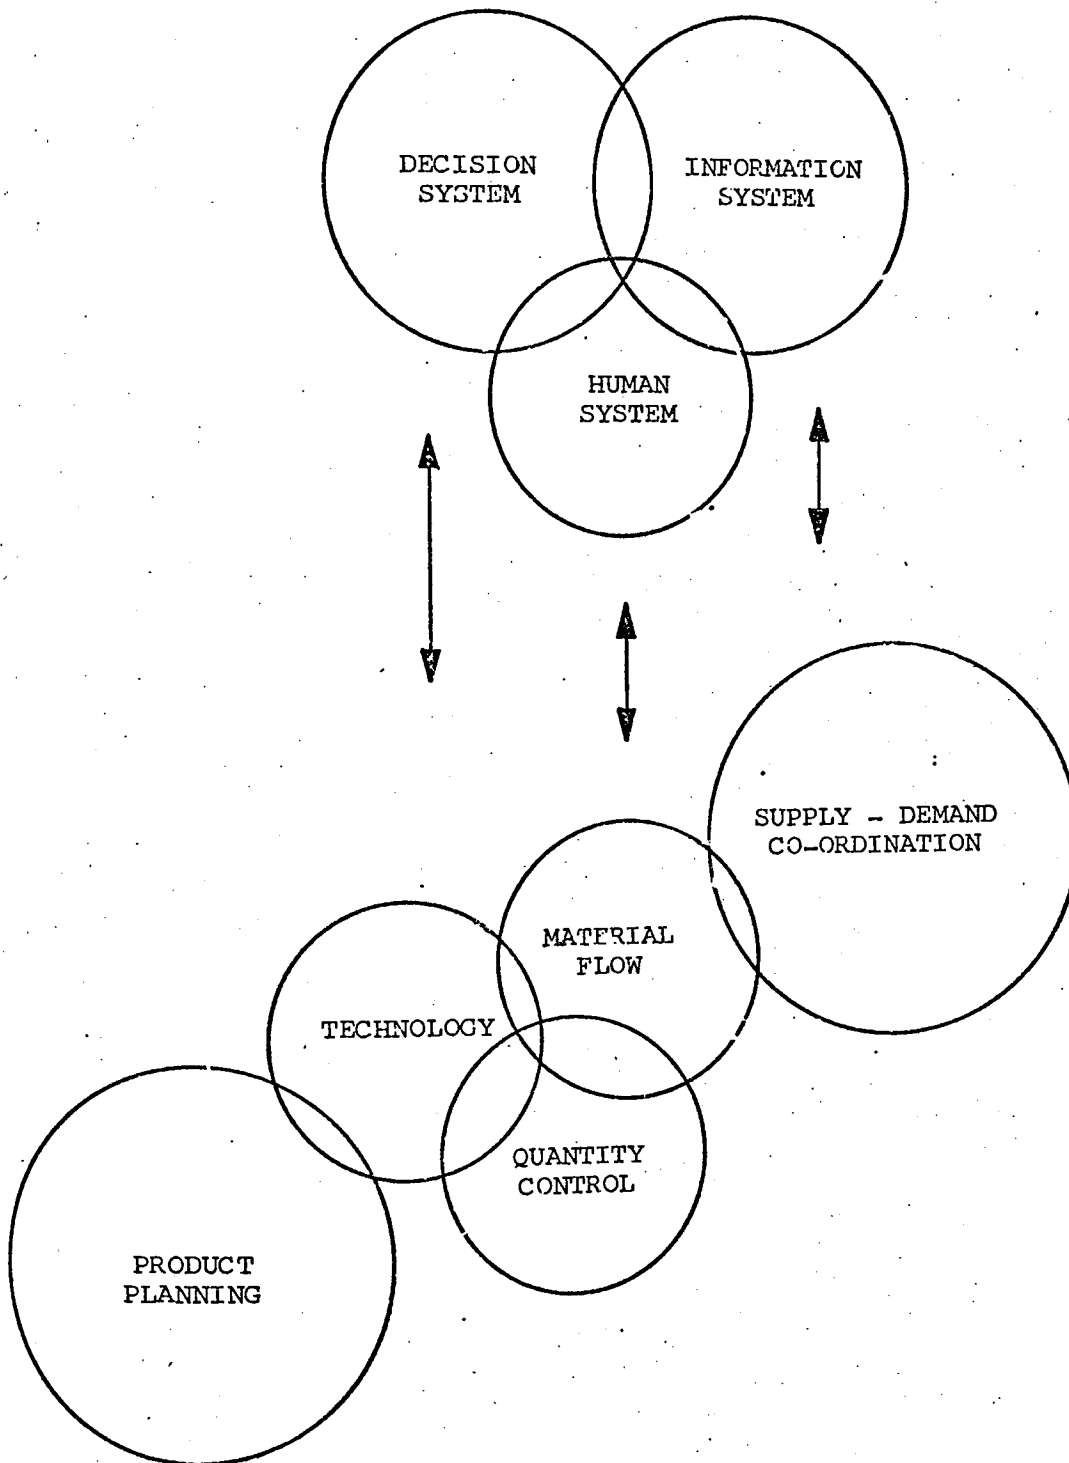 DECISION
SYSTEM
INFORMATION
SYSTEM
HUMAN
SYSTEM
SUPPLY - DEMAND
CO-ORDINATION
MATERIAL
FLOW
TECHNOLOGY
QUANTITY
CONTROL
PRODUCT
PLANNING